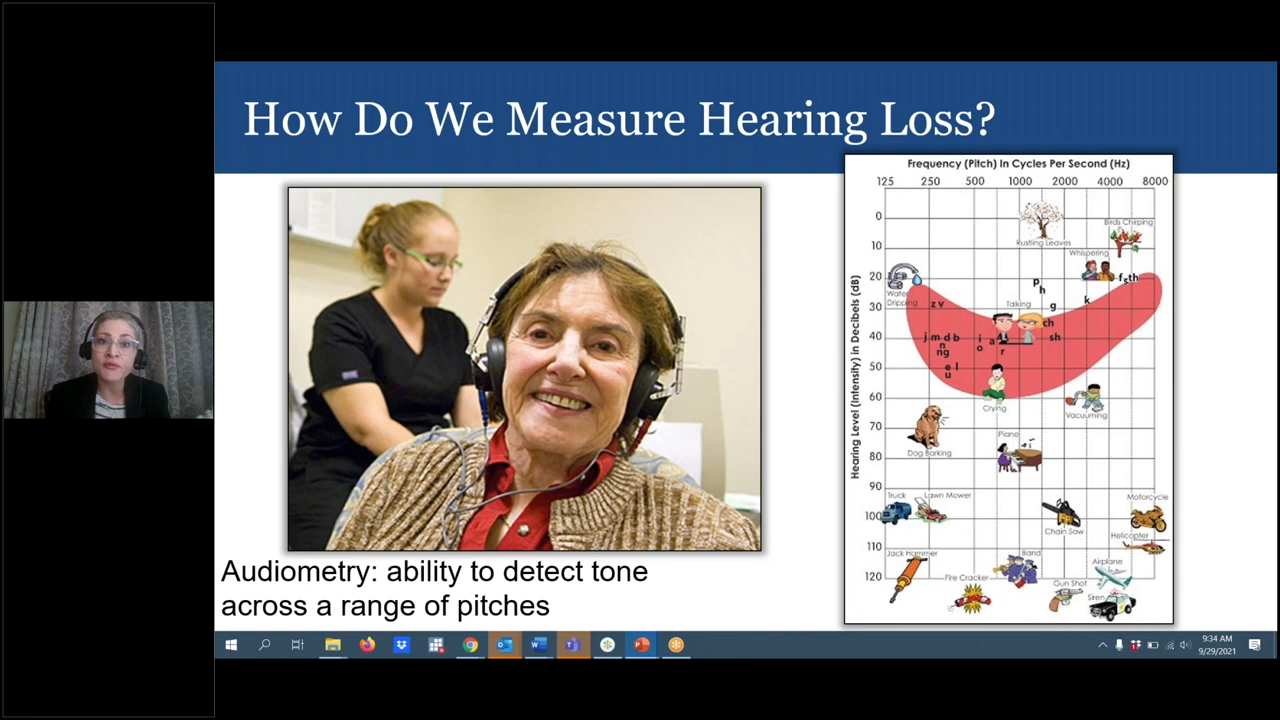 How Do We Measure Hearing Loss?
Frequency (Pitch) In Cycles Per Second (Hz)
125 250 500 1000 2000 4000 8000
Hearing Level (Intensity) in Decibels (dB)
0
10
20
30
40
50
60
70
80
90
100
110
120
Rustling Leaves
Birds Chirping
Whispering
Water
Dripping
f s th
p
h
z v
Talking
g
k
ch
j m d b
n
ng
i
o
a
r
sh
e l
u
Crying
Vacuuming
Dog Barking
Piano
Truck
Lawn Mower
Chain Saw
Motorcycle
Helicopter
Jack Hammer
Band
Airplane
Fire Cracker
Gun Shot
Siren
Audiometry: ability to detect tone
across a range of pitches
9:34 AM
9/29/2021